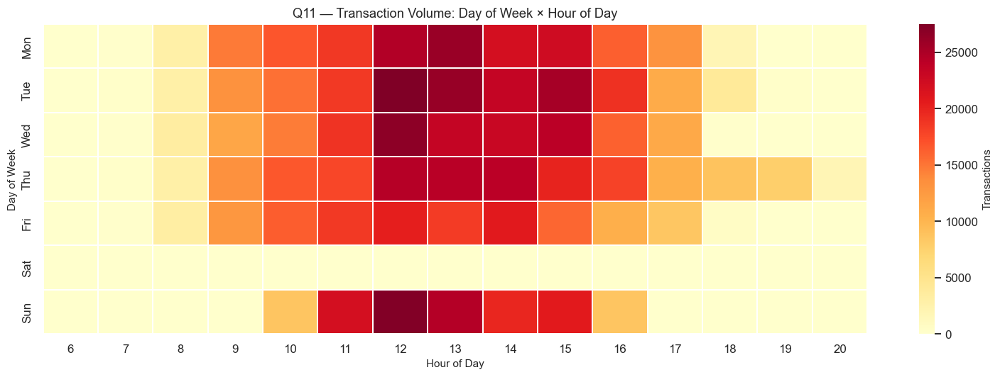 Q11 — Transaction Volume: Day of Week × Hour of Day
Day of Week
Mon
Tue
Wed
Thu
Fri
Sat
Sun
6 7 8 9 10 11 12 13 14 15 16 17 18 19 20
Hour of Day
25000
20000
15000
10000
5000
0
Transactions